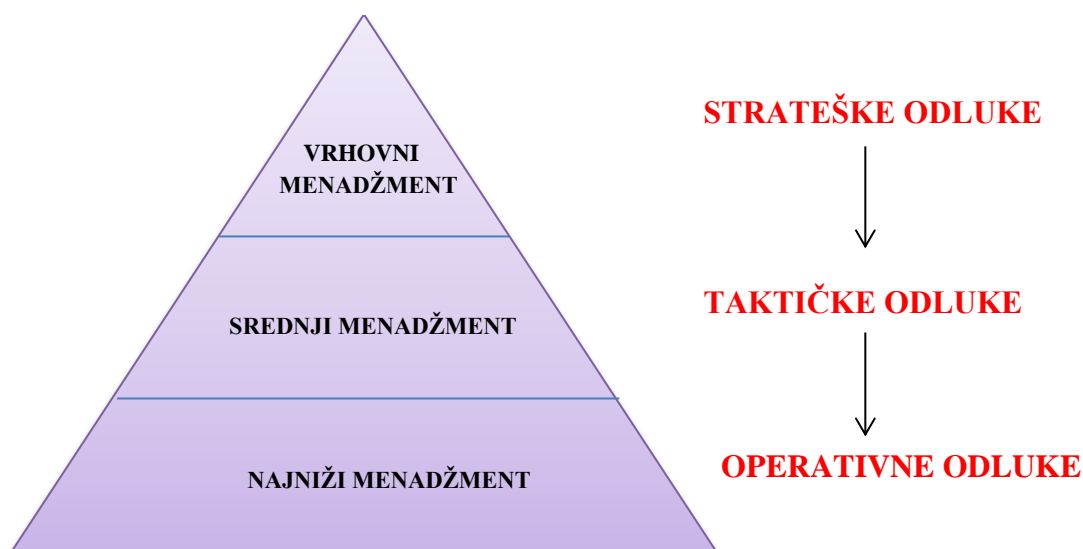 STRATEŠKE ODLUKE
VRHOVNI
MENADŽMENT
TAKTIČKE ODLUKE
SREDNJI MENADŽMENT
OPERATIVNE ODLUKE
NAJNIŽI MENADŽMENT